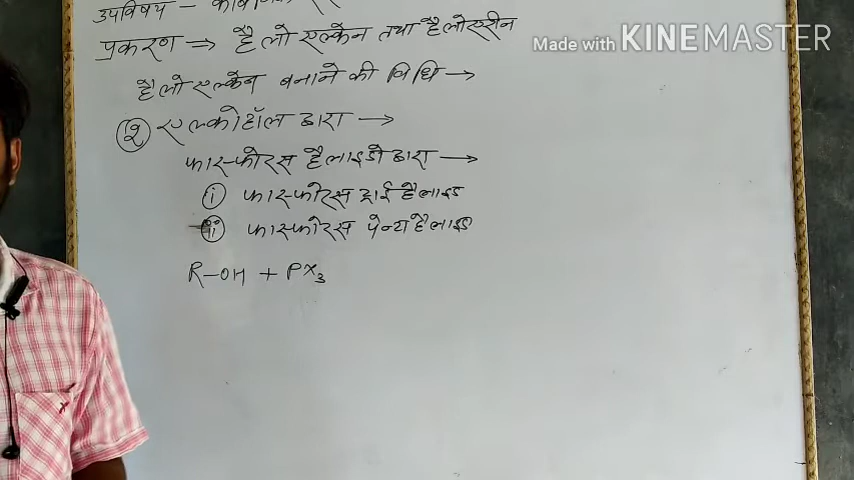 उपविषय - 
प्रकरण ⇒ हैलोएल्केन तथा हैलोएरीन
Made with KINEMASTER
हैलोएल्केन बनाने की विधि →
(2) एल्कोहॉल द्वारा →
फास्फोरस हैलाइडो द्वारा →
(i) फास्फोरस ट्राई हैलाइड
(ii) फास्फोरस पेन्टा हैलाइड
R-OH + PX₃